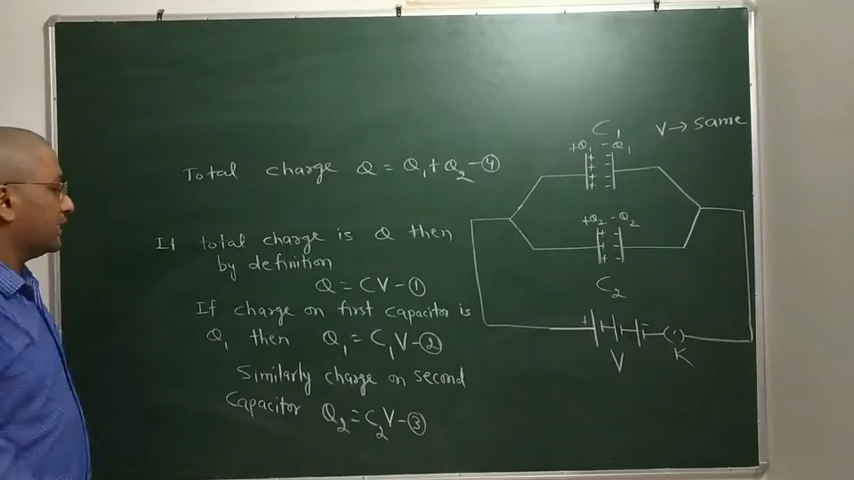 Total charge Q = Q₁+Q₂-④
If total charge is Q then
by definition
Q = CV-①
If charge on first capacitor is
Q₁ then Q₁ = C₁V-②
Similarly charge on second
Capacitor Q₂ = C₂V-③
V→ Same
C₁
+Q₁ -Q₁
+Q₂ -Q₂
C₂
+ -
V K